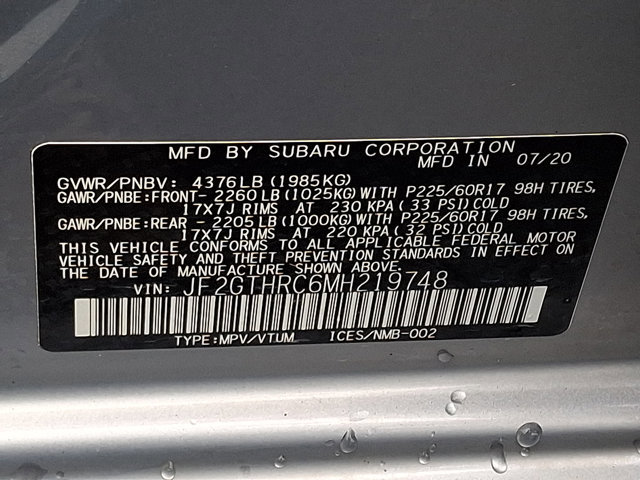 MFD BY SUBARU CORPORATION
MFD IN 07/20
GVWR/PNBV: 4376LB (1985KG)
GAWR/PNBE:FRONT- 2260LB (1025KG) WITH P225/60R17 98H TIRES,
17X7J RIMS AT 230 KPA (33 PSI) COLD
GAWR/PNBE:REAR - 2205LB (1000KG) WITH P225/60R17 98H TIRES,
17X7J RIMS AT 220 KPA (32 PSI) COLD
THIS VEHICLE CONFORMS TO ALL APPLICABLE FEDERAL MOTOR
VEHICLE SAFETY AND THEFT PREVENTION STANDARDS IN EFFECT ON
THE DATE OF MANUFACTURE SHOWN ABOVE.
VIN: JF2GTHRC6MH219748
TYPE:MPV/VTUM ICES/NMB-002